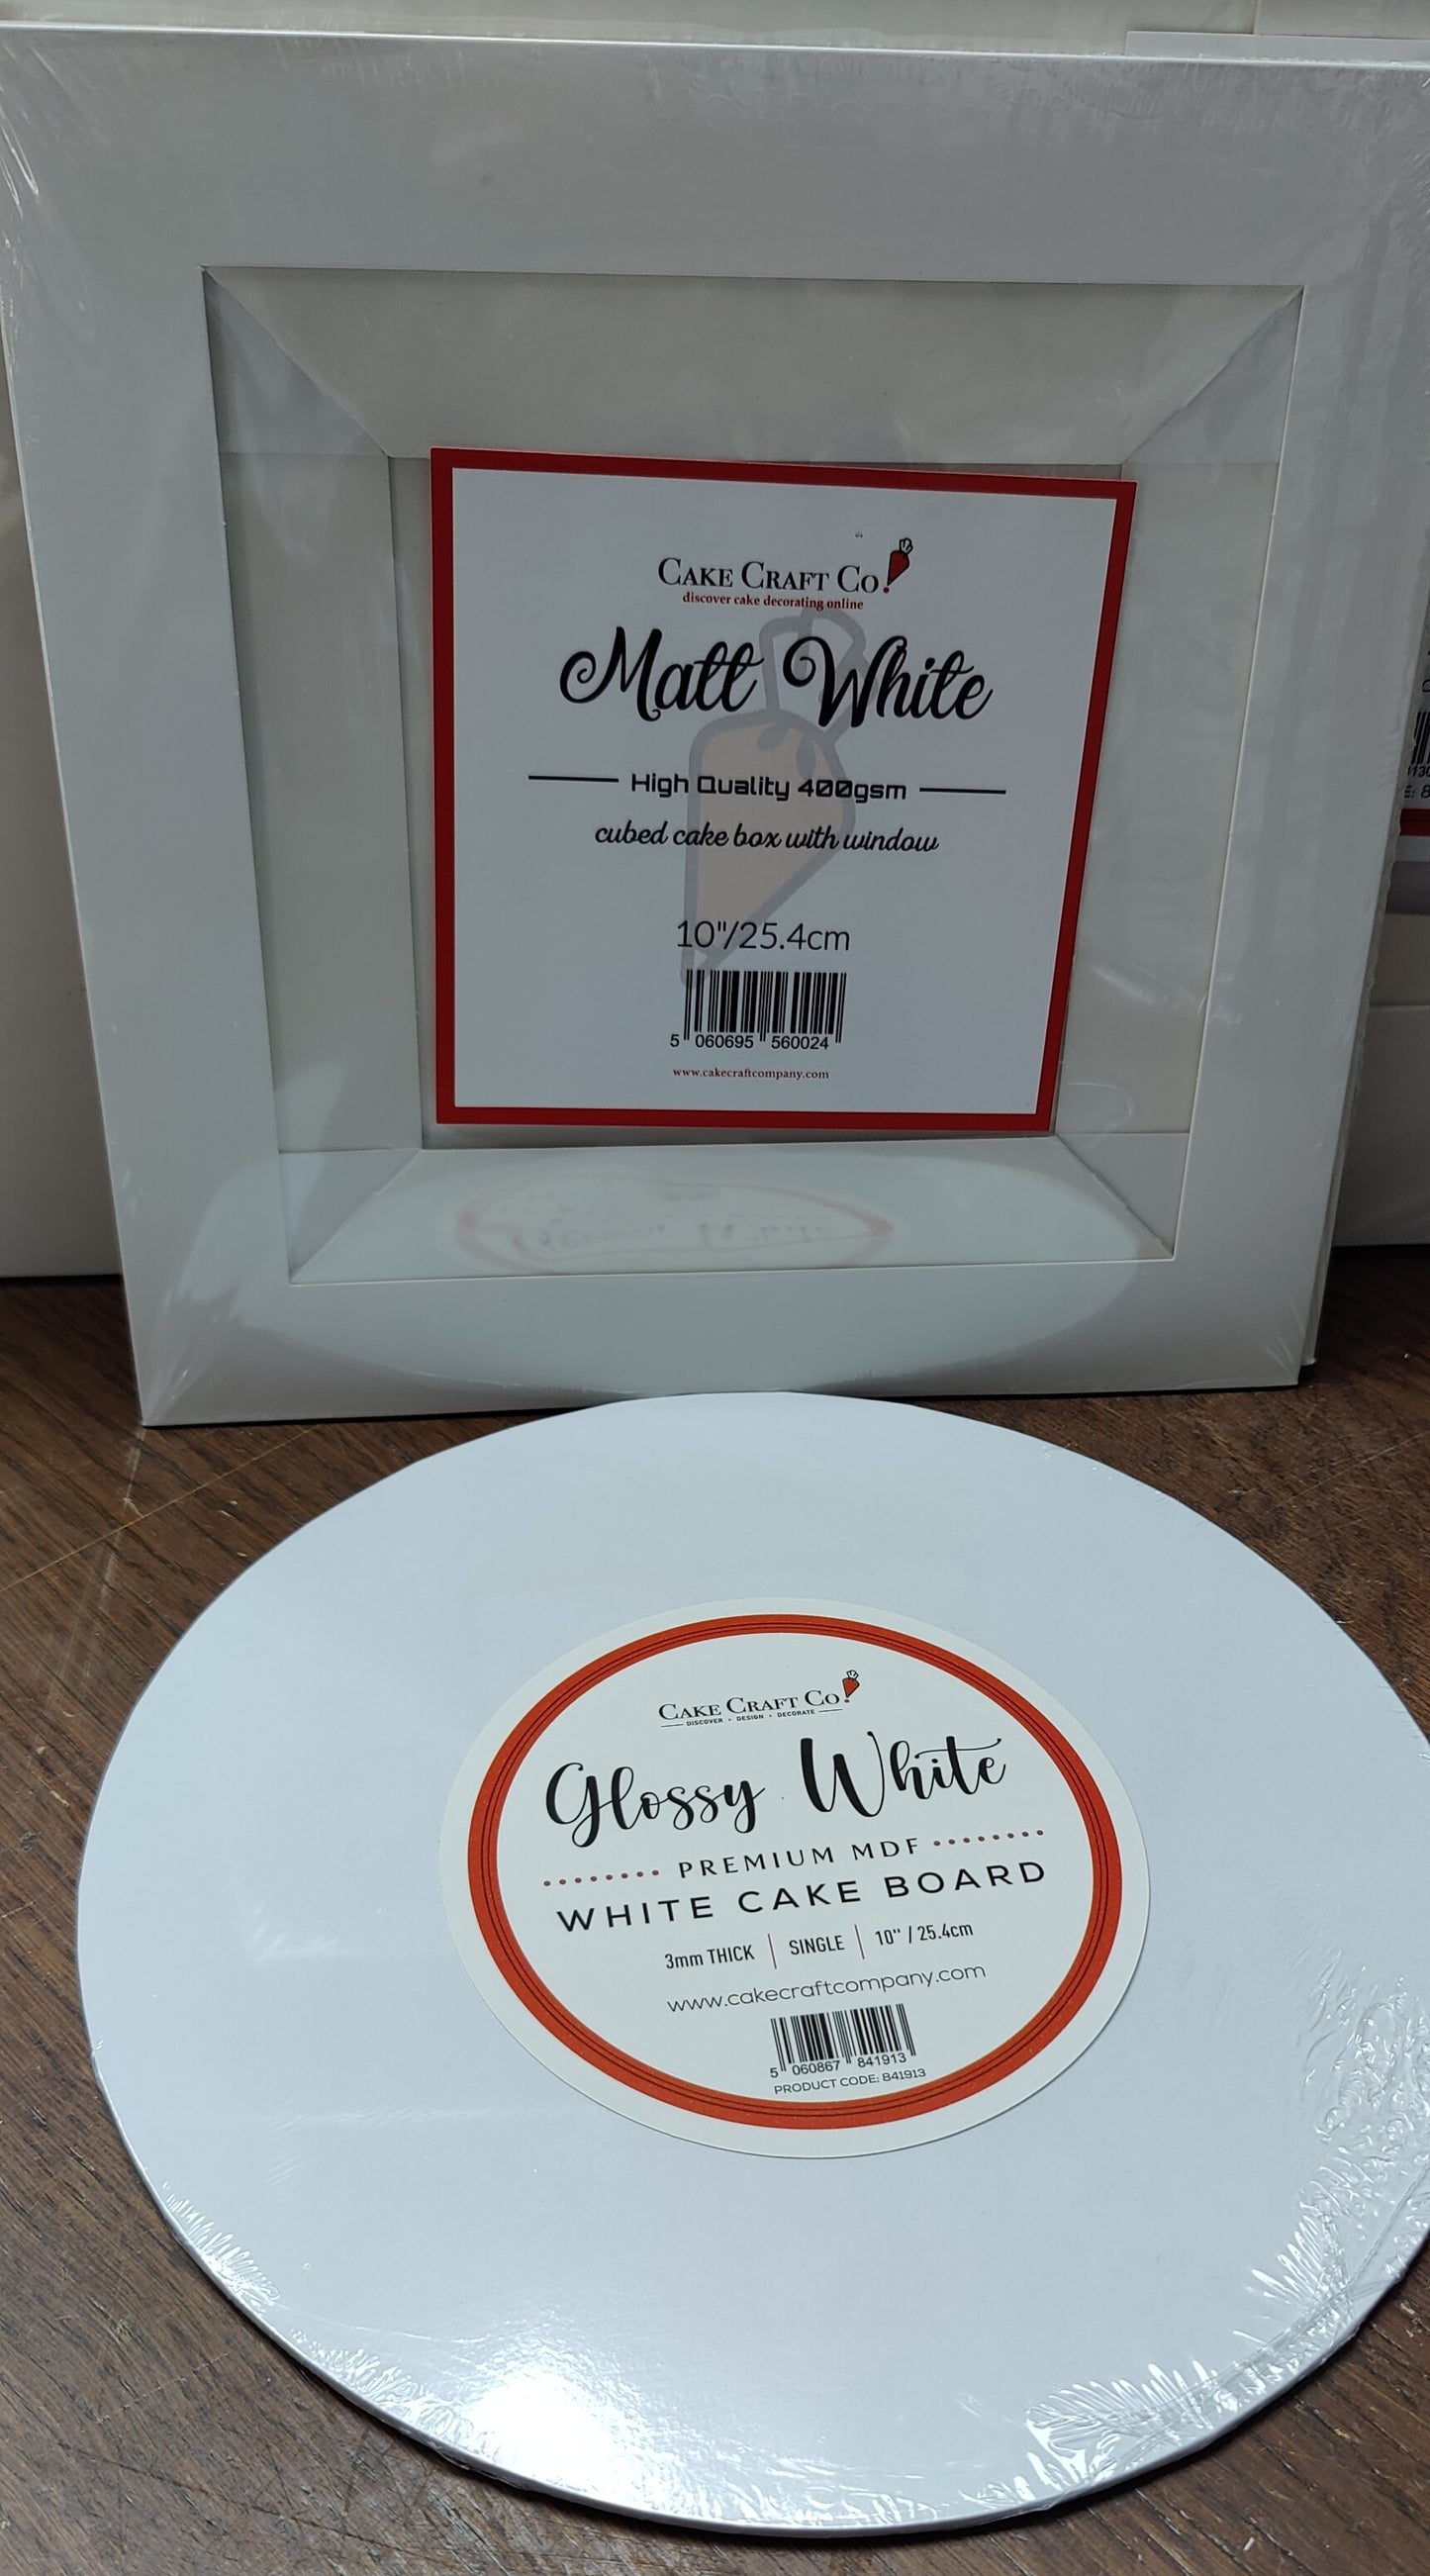 CAKE CRAFT CO
discover cake decorating online
Matt White
High Quality 400gsm
cubed cake box with window
10"/25.4cm
5 060695 560024
www.cakecraftcompany.com
CAKE CRAFT CO
DISCOVER • DESIGN • DECORATE
Glossy White
PREMIUM MDF
WHITE CAKE BOARD
3mm THICK | SINGLE | 10" / 25.4cm
www.cakecraftcompany.com
5 060867 841913
PRODUCT CODE: 841913